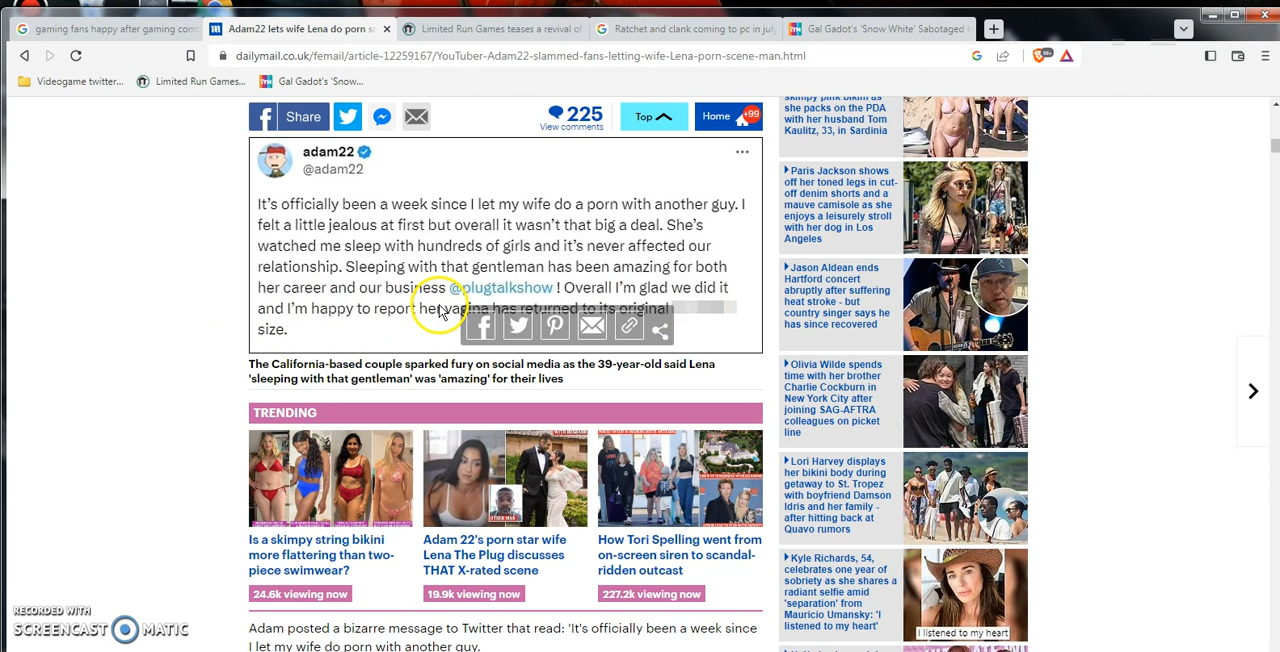 gaming fans happy after gaming com
Adam22 lets wife Lena do porn s
Limited Run Games teases a revival of
Ratchet and clank coming to pc in july
Gal Gadot's 'Snow White' Sabotaged
dailymail.co.uk/femail/article-12259167/YouTuber-Adam22-slammed-fans-letting-wife-Lena-porn-scene-man.html
99+
Videogame twitter...
Limited Run Games...
Gal Gadot's 'Snow...
Share
225
View comments
Top
Home
+99
adam22
@adam22
It's officially been a week since I let my wife do a porn with another guy. I
felt a little jealous at first but overall it wasn't that big a deal. She's
watched me sleep with hundreds of girls and it's never affected our
relationship. Sleeping with that gentleman has been amazing for both
her career and our business @plugtalkshow ! Overall I'm glad we did it
and I'm happy to report her vagina has returned to its original
size.
The California-based couple sparked fury on social media as the 39-year-old said Lena
'sleeping with that gentleman' was 'amazing' for their lives
TRENDING
OTHER MAN
Is a skimpy string bikini
more flattering than two-
piece swimwear?
24.6k viewing now
Adam 22's porn star wife
Lena The Plug discusses
THAT X-rated scene
19.9k viewing now
How Tori Spelling went from
on-screen siren to scandal-
ridden outcast
227.2k viewing now
Adam posted a bizarre message to Twitter that read: 'It's officially been a week since
I let my wife do porn with another guy.
skimpy pink bikini as
she packs on the PDA
with her husband Tom
Kaulitz, 33, in Sardinia
Paris Jackson shows
off her toned legs in cut-
off denim shorts and a
mauve camisole as she
enjoys a leisurely stroll
with her dog in Los
Angeles
Jason Aldean ends
Hartford concert
abruptly after suffering
heat stroke - but
country singer says he
has since recovered
Olivia Wilde spends
time with her brother
Charlie Cockburn in
New York City after
joining SAG-AFTRA
colleagues on picket
line
Lori Harvey displays
her bikini body during
getaway to St. Tropez
with boyfriend Damson
Idris and her family -
after hitting back at
Quavo rumors
Kyle Richards, 54,
celebrates one year of
sobriety as she shares a
radiant selfie amid
'separation' from
Mauricio Umansky: 'I
listened to my heart'
I listened to my heart
RECORDED WITH
SCREENCAST MATIC